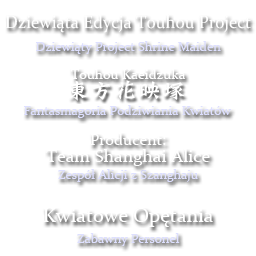 Dziewiąta Edycja Touhou Project
Dziewiąty Project Shrine Maiden
Touhou Kaeidzuka
東方花映塚
Fantasmagoria Podziwiania Kwiatów
Producent:
Team Shanghai Alice
Zespół Alicji z Szanghaju
Kwiatowe Opętania
Zabawny Personel